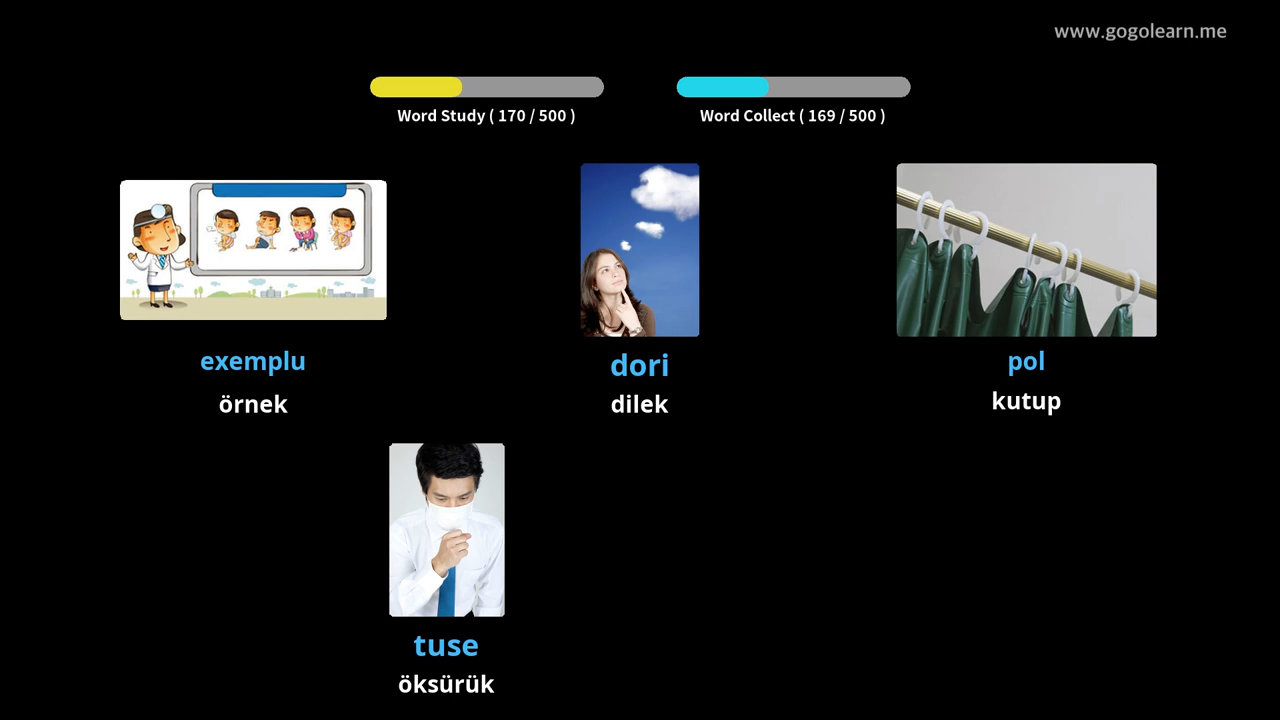 www.gogolearn.me
Word Study ( 170 / 500 )
Word Collect ( 169 / 500 )
exemplu
örnek
dori
dilek
pol
kutup
tuse
öksürük